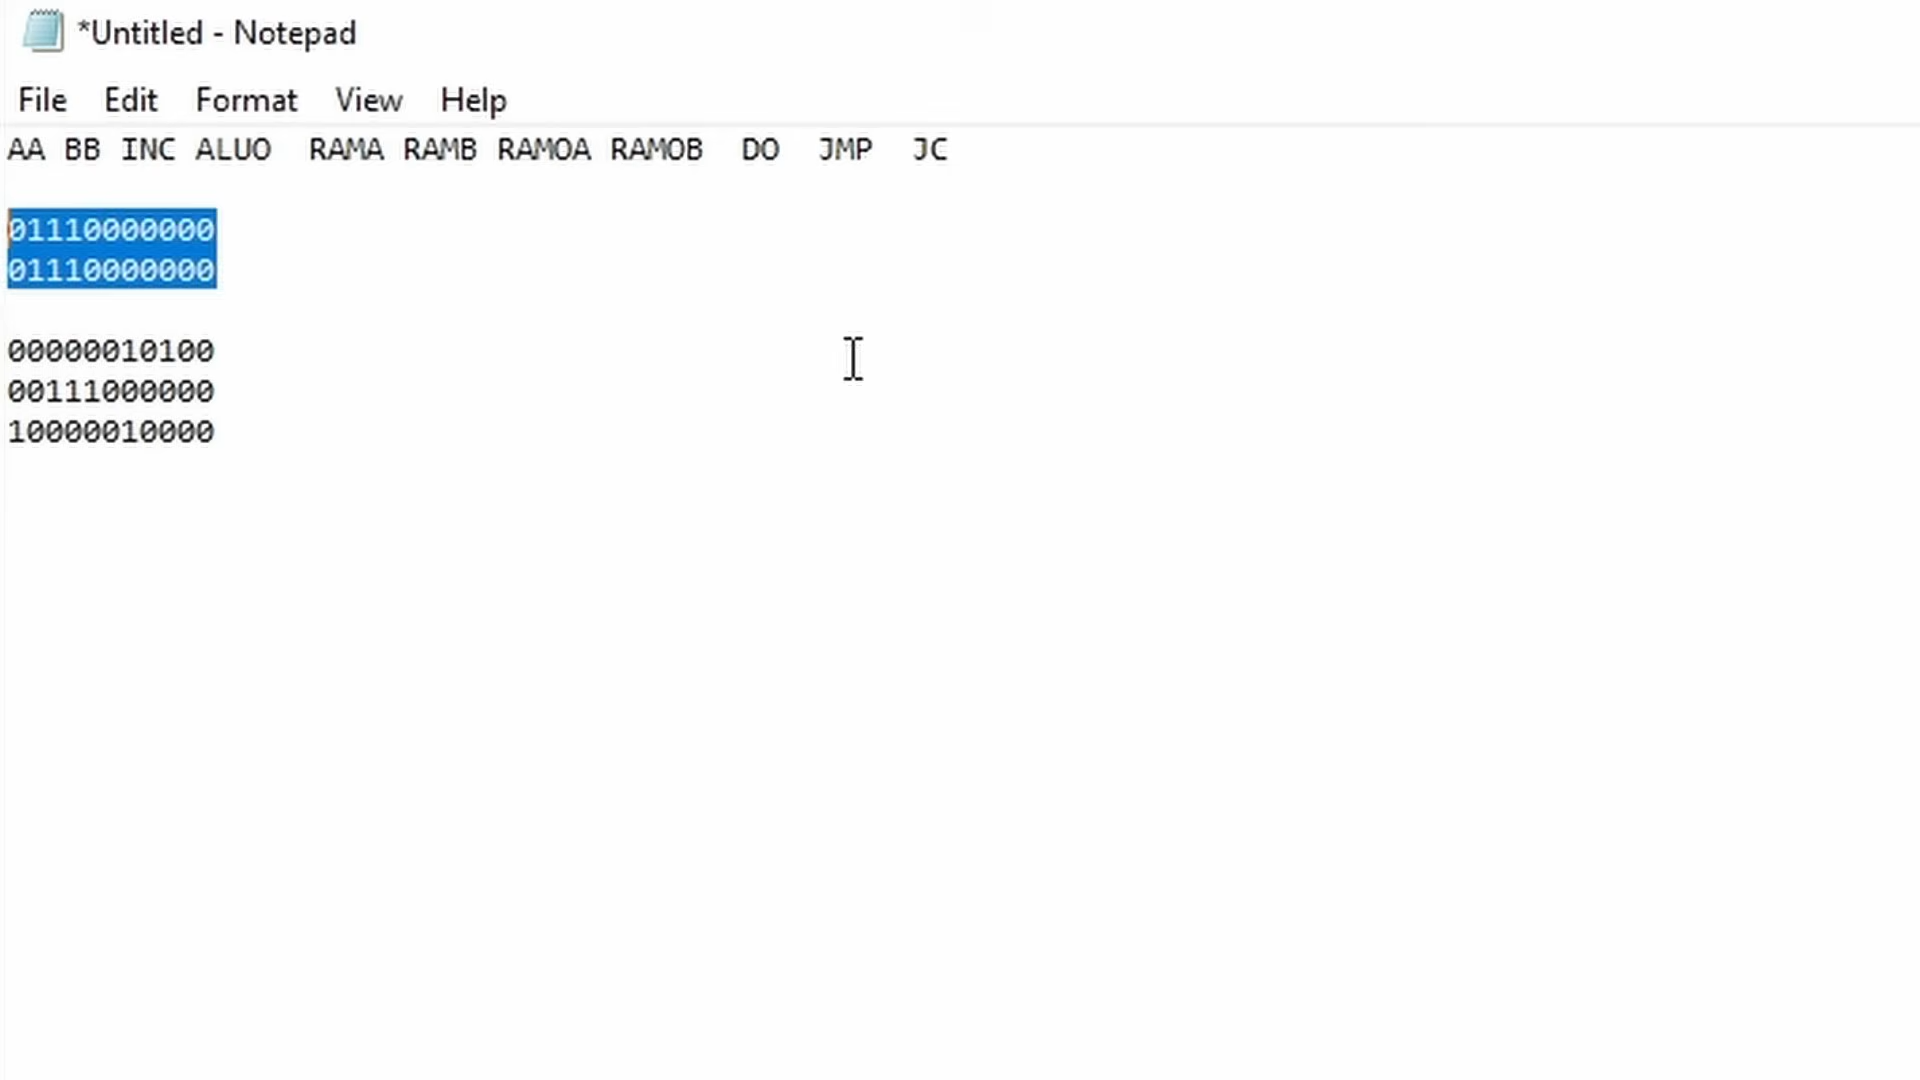 *Untitled - Notepad
File Edit Format View Help
AA BB INC ALUO RAMA RAMB RAMOA RAMOB DO JMP JC
01110000000
01110000000
00000010100
00111000000
10000010000